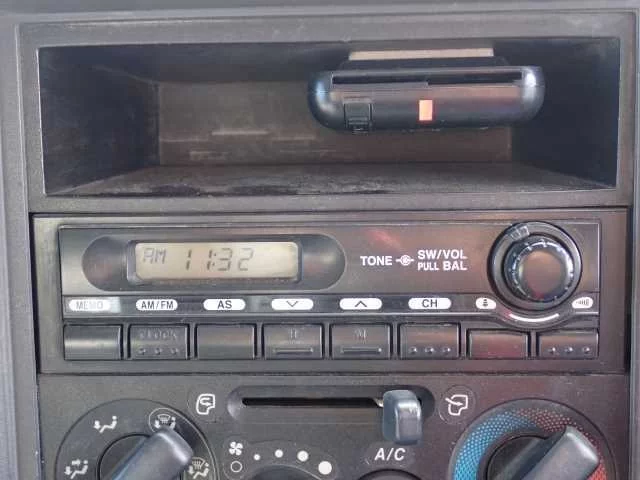 AM 11:32
TONE SW/VOL
PULL BAL
MEMO AM/FM AS CH
CLOCK H M
A/C